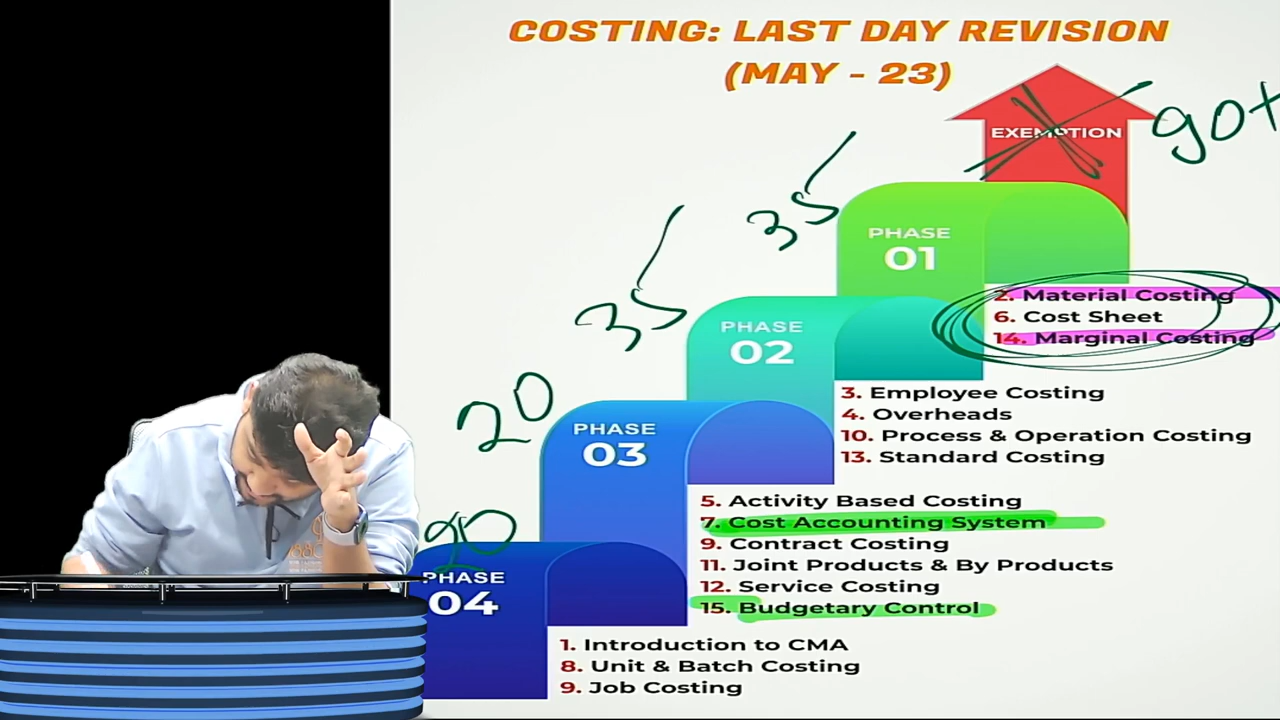 COSTING: LAST DAY REVISION
(MAY - 23)
EXEMPTION
got
35
PHASE
01
2. Material Costing
6. Cost Sheet
14. Marginal Costing
35
PHASE
02
3. Employee Costing
4. Overheads
10. Process & Operation Costing
13. Standard Costing
20
PHASE
03
5. Activity Based Costing
7. Cost Accounting System
9. Contract Costing
11. Joint Products & By Products
12. Service Costing
15. Budgetary Control
PHASE
04
1. Introduction to CMA
8. Unit & Batch Costing
9. Job Costing